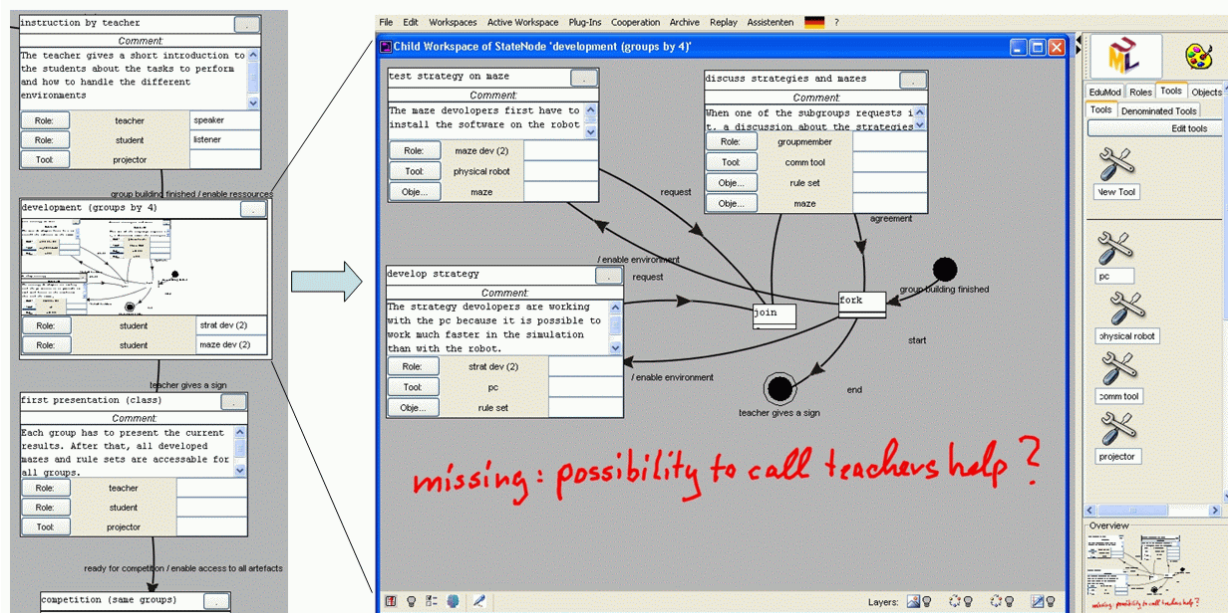 instruction by teacher
Comment:
The teacher gives a short introduction to
the students about the tasks to perform
and how to handle the different
environments
Role: teacher speaker
Role: student listener
Tool: projector
group building finished / enable ressources
development (groups by 4)
Role: student strat dev (2)
Role: student maze dev (2)
teacher gives a sign
first presentation (class)
Comment:
Each group has to present the current
results. After that, all developed
mazes and rule sets are accessable for
all groups.
Role: teacher
Role: student
Tool: projector
ready for competition / enable access to all artefacts
competition (same groups)
File Edit Workspaces Active Workspace Plug-Ins Cooperation Archive Replay Assistenten ?
Child Workspace of StateNode 'development (groups by 4)'
test strategy on maze
Comment:
The maze devolopers first have to
install the software on the robot
Role: maze dev (2)
Tool: physical robot
Obje... maze
discuss strategies and mazes
Comment:
When one of the subgroups requests i
t, a discussion about the strategies
Role: groupmember
Tool: comm tool
Obje... rule set
Obje... maze
request
agreement
/ enable environment
request
develop strategy
Comment:
The strategy devolopers are working
with the pc because it is possible to
work much faster in the simulation
than with the robot.
Role: strat dev (2)
Tool: pc
Obje... rule set
join
fork
group building finished
start
/ enable environment
end
teacher gives a sign
missing: possibility to call teachers help?
Layers:
UML
EduMod Roles Tools Objects
Tools Denominated Tools
Edit tools
New Tool
pc
physical robot
comm tool
projector
Overview
missing: possibility to call teachers help?